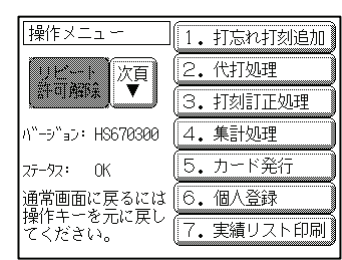 操作メニュー
リピート
許可解除
次頁
▼
ﾊﾞｰｼﾞｮﾝ: HS670300
ｽﾃｰﾀｽ: OK
通常画面に戻るには
操作キーを元に戻し
てください。
1. 打忘れ打刻追加
2. 代打処理
3. 打刻訂正処理
4. 集計処理
5. カード発行
6. 個人登録
7. 実績リスト印刷